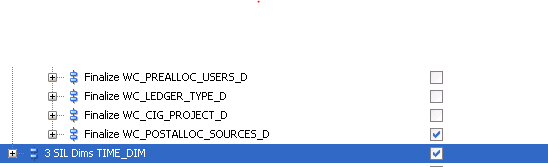 Finalize WC_PREALLOC_USERS_D
Finalize WC_LEDGER_TYPE_D
Finalize WC_CIG_PROJECT_D
Finalize WC_POSTALLOC_SOURCES_D
3 SIL Dims TIME_DIM